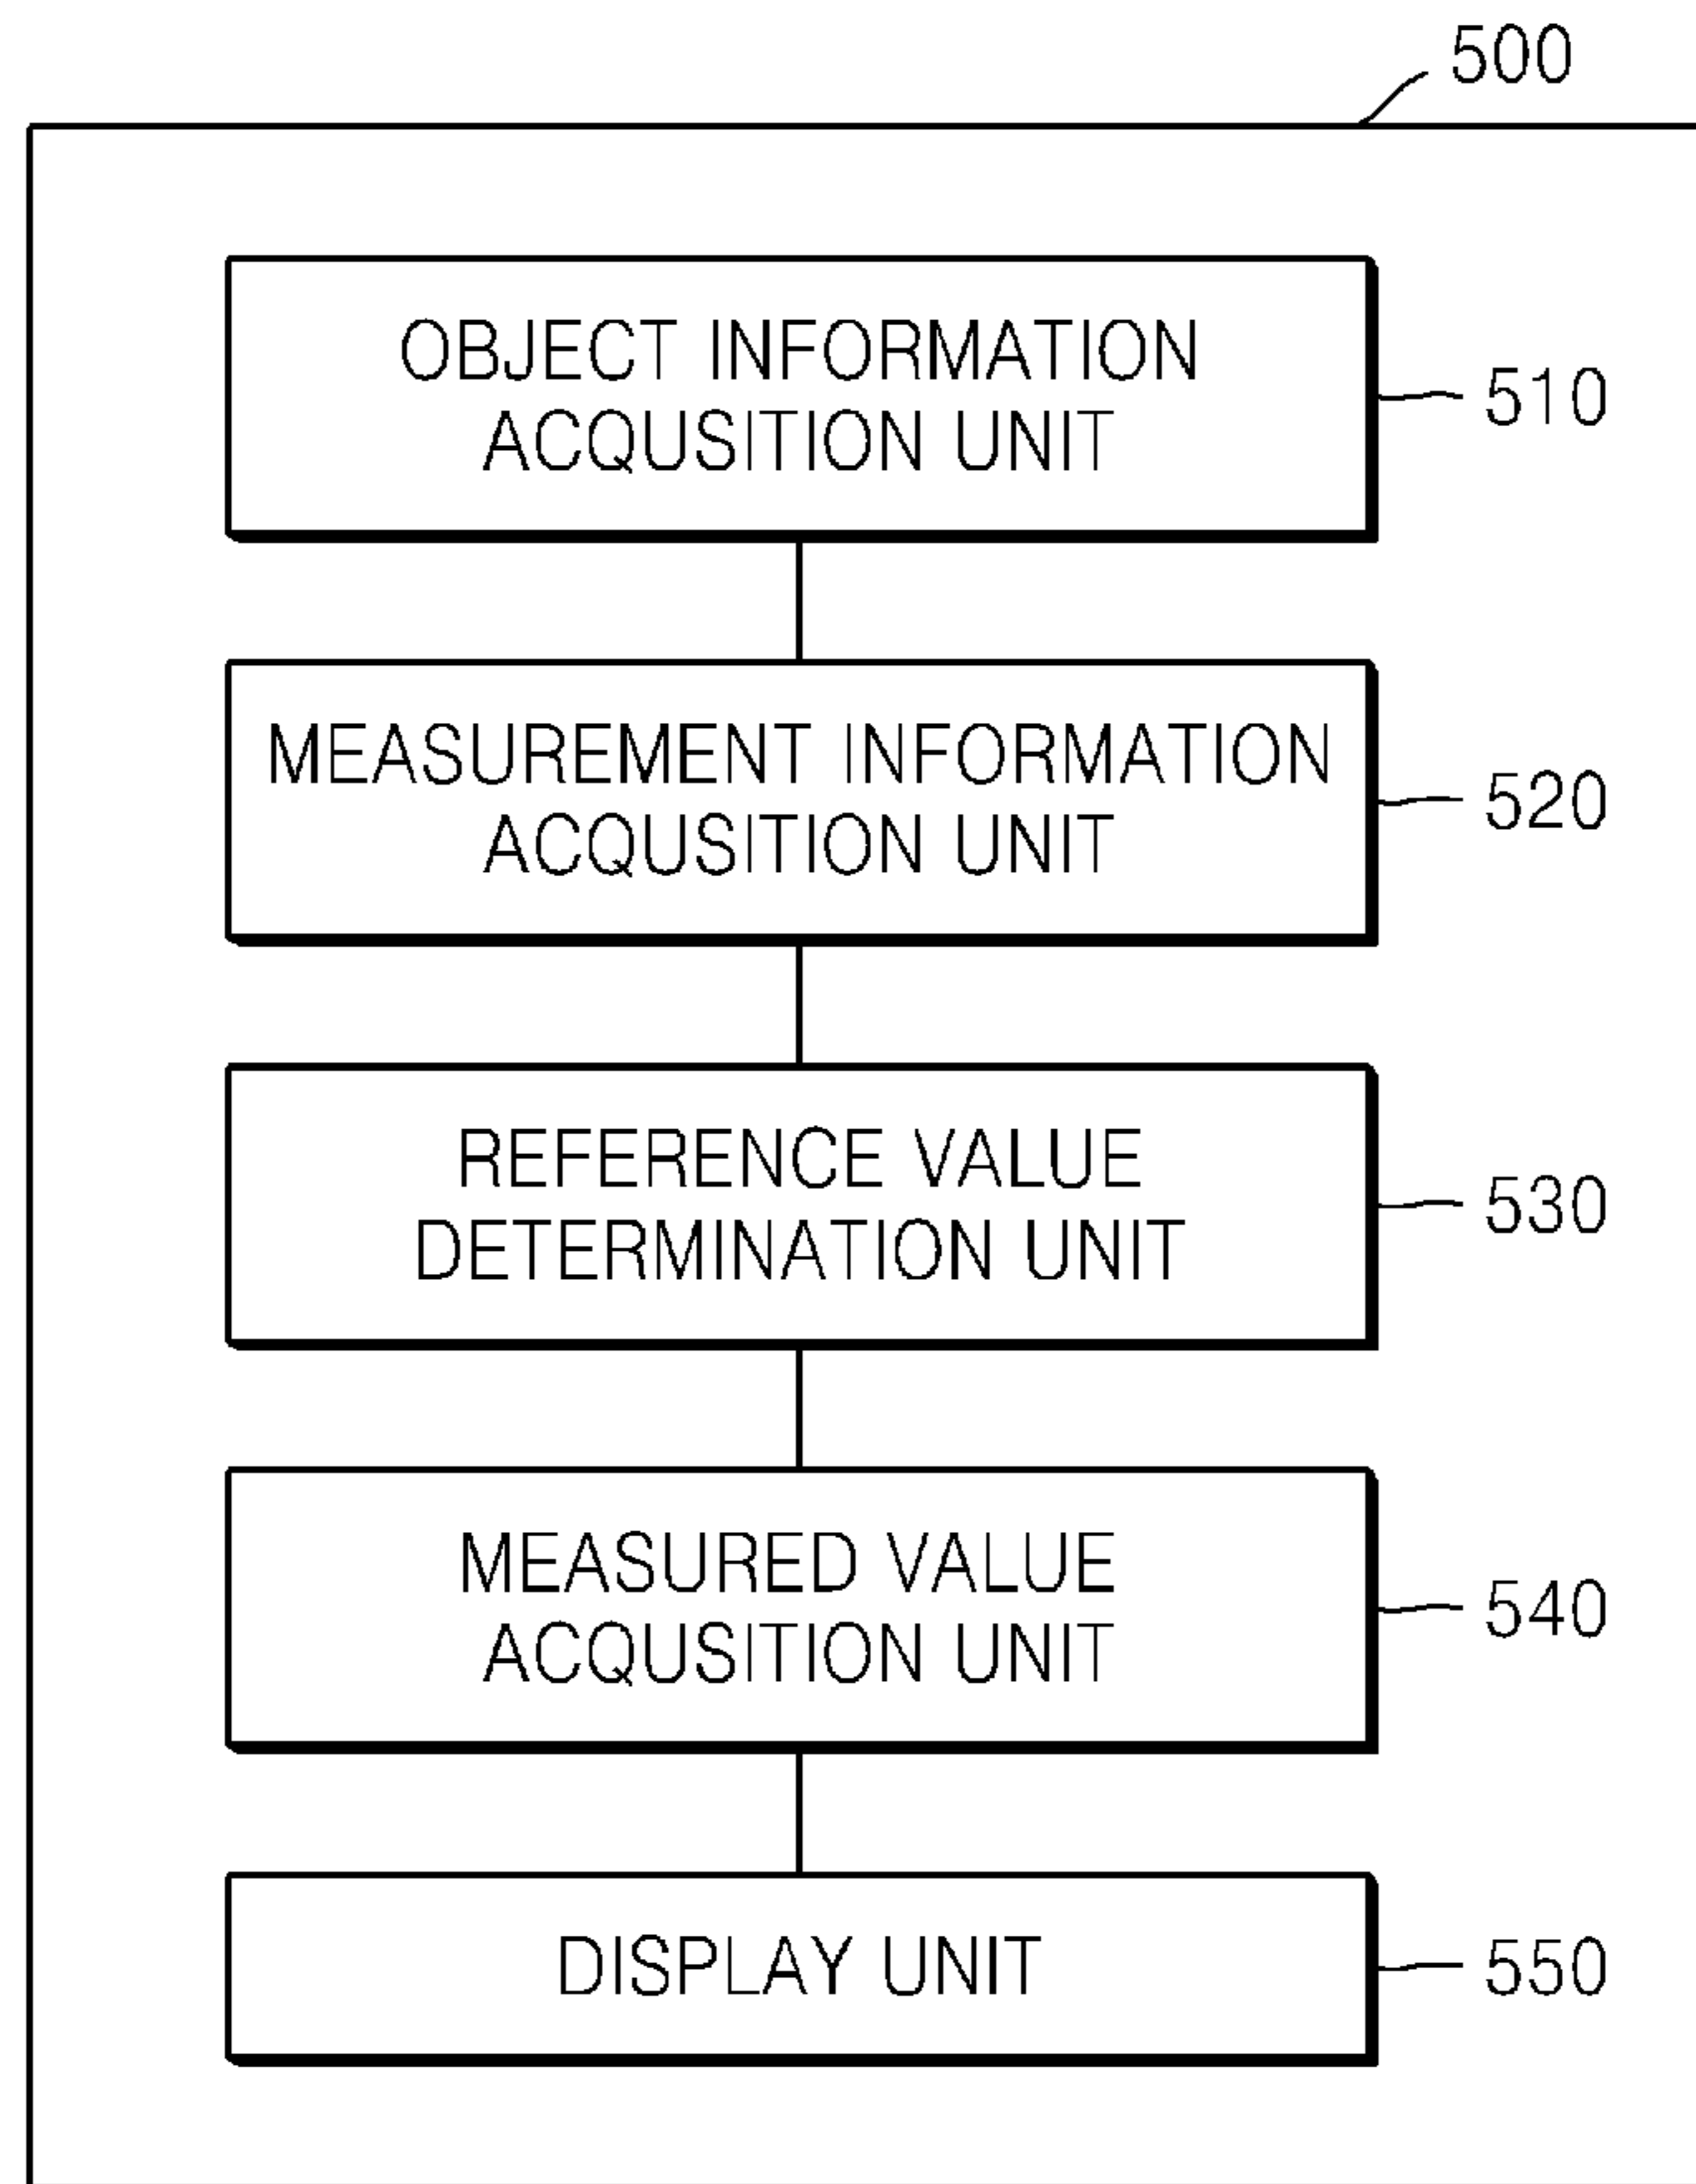 500
OBJECT INFORMATION
ACQUSITION UNIT
510
MEASUREMENT INFORMATION
ACQUSITION UNIT
520
REFERENCE VALUE
DETERMINATION UNIT
530
MEASURED VALUE
ACQUSITION UNIT
540
DISPLAY UNIT
550